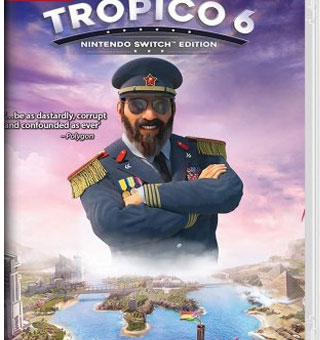 TROPICO 6
NINTENDO SWITCH™ EDITION
"...be as dastardly, corrupt
and confounded as ever"
~Polygon